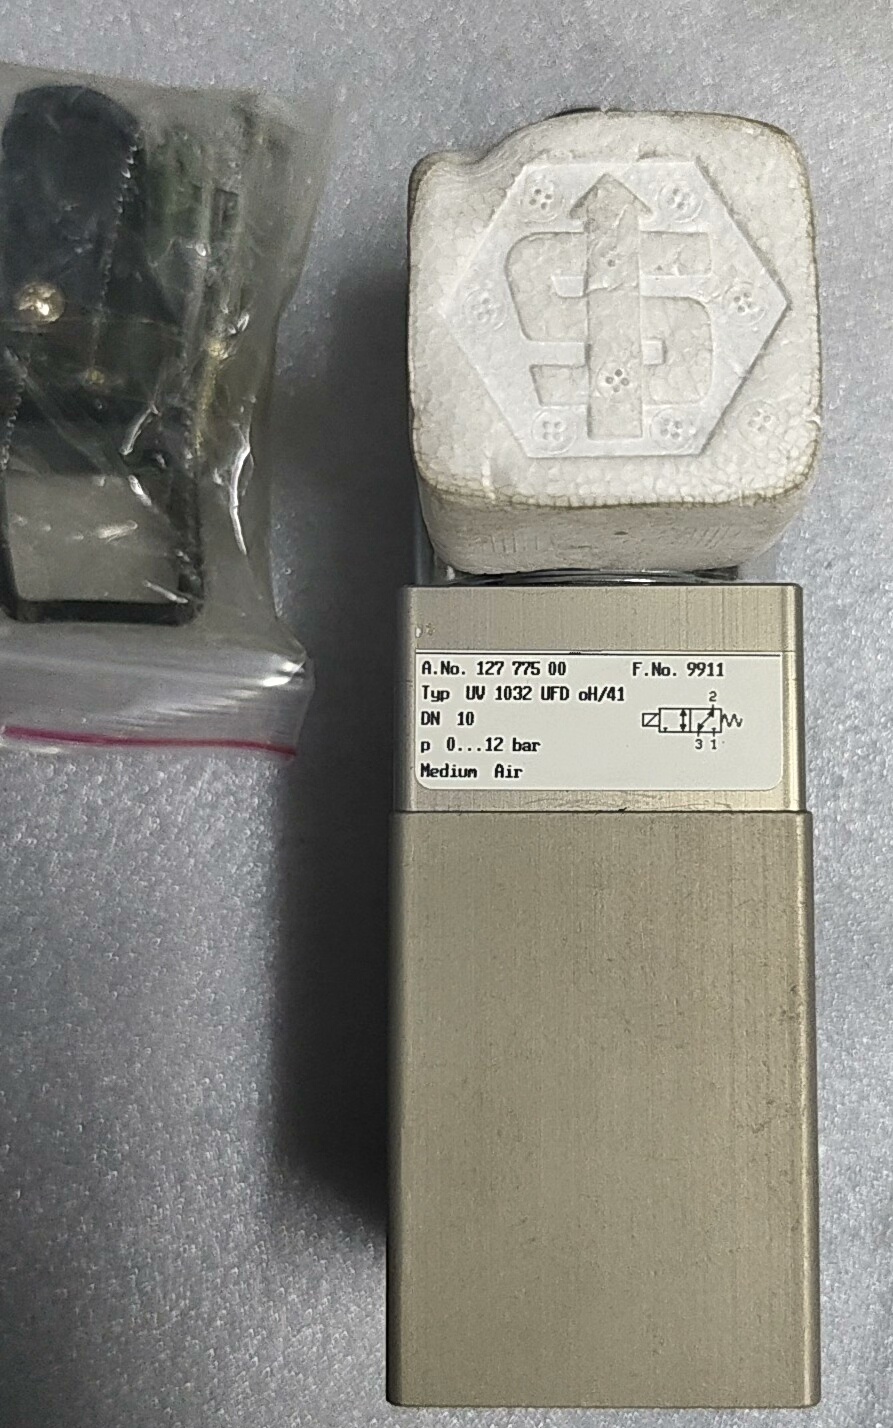 A.No. 127 775 00 F.No. 9911
Typ UV 1032 UFD oH/41
DN 10
p 0...12 bar
Medium Air
2
3 1